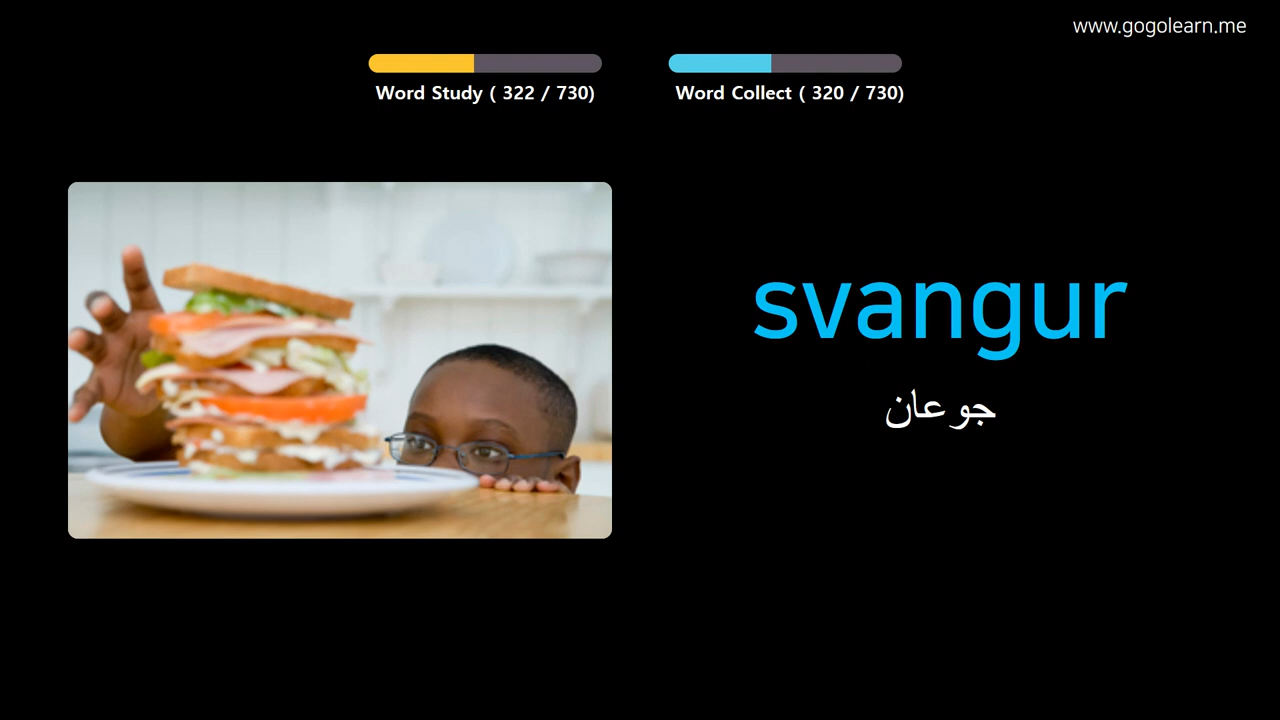 www.gogolearn.me
Word Study ( 322 / 730)
Word Collect ( 320 / 730)
svangur
جوعان